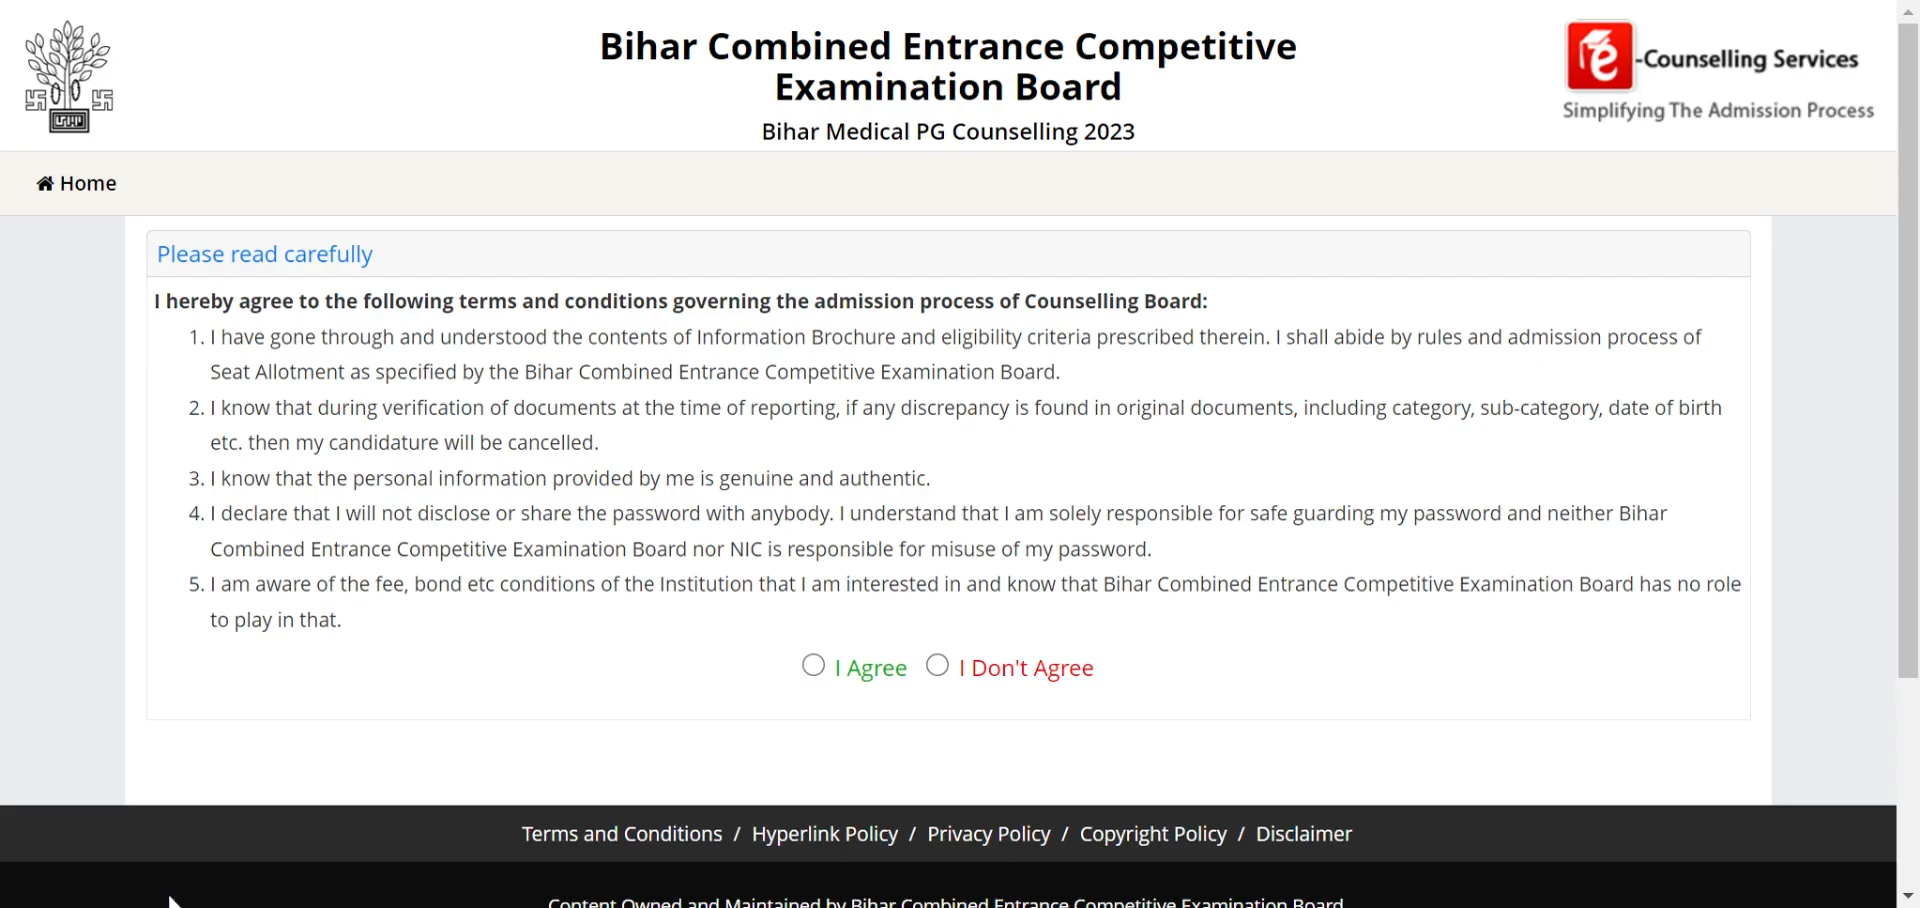 Bihar Combined Entrance Competitive
Examination Board
Bihar Medical PG Counselling 2023
e-Counselling Services
Simplifying The Admission Process
Home
Please read carefully
I hereby agree to the following terms and conditions governing the admission process of Counselling Board:
1. I have gone through and understood the contents of Information Brochure and eligibility criteria prescribed therein. I shall abide by rules and admission process of
Seat Allotment as specified by the Bihar Combined Entrance Competitive Examination Board.
2. I know that during verification of documents at the time of reporting, if any discrepancy is found in original documents, including category, sub-category, date of birth
etc. then my candidature will be cancelled.
3. I know that the personal information provided by me is genuine and authentic.
4. I declare that I will not disclose or share the password with anybody. I understand that I am solely responsible for safe guarding my password and neither Bihar
Combined Entrance Competitive Examination Board nor NIC is responsible for misuse of my password.
5. I am aware of the fee, bond etc conditions of the Institution that I am interested in and know that Bihar Combined Entrance Competitive Examination Board has no role
to play in that.
I Agree I Don't Agree
Terms and Conditions / Hyperlink Policy / Privacy Policy / Copyright Policy / Disclaimer
Content Owned and Maintained by Bihar Combined Entrance Competitive Examination Board